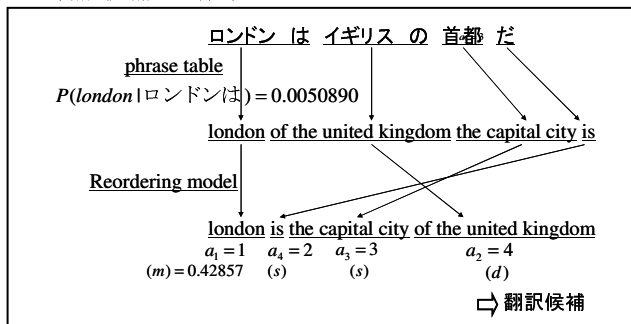 ロンドン は イギリス の 首都 だ
phrase table
P(london|ロンドンは)=0.0050890
london of the united kingdom the capital city is
Reordering model
london is the capital city of the united kingdom
a₁=1 a₄=2 a₃=3 a₂=4
(m)=0.42857 (s) (s) (d)
⇨ 翻訳候補